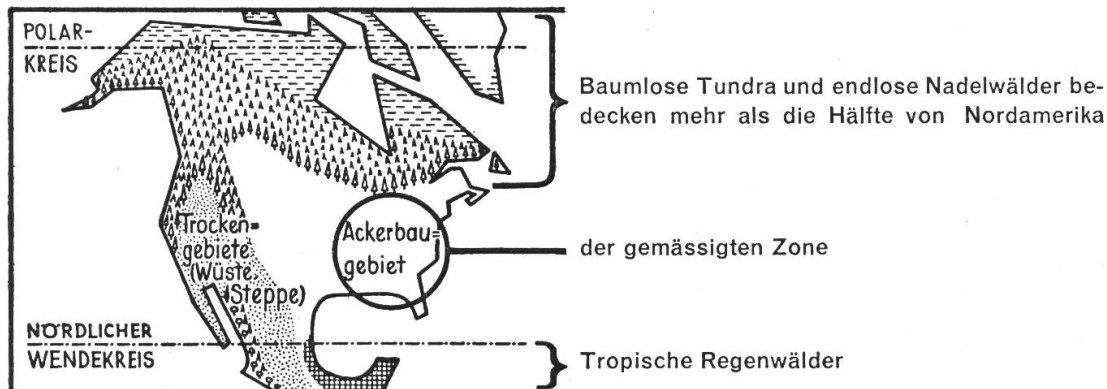 POLAR-
KREIS
Baumlose Tundra und endlose Nadelwälder be-
decken mehr als die Hälfte von Nordamerika
Trocken=
gebiete
(Wüste,
Steppe)
Ackerbau=
gebiet
der gemässigten Zone
NÖRDLICHER
WENDEKREIS
Tropische Regenwälder